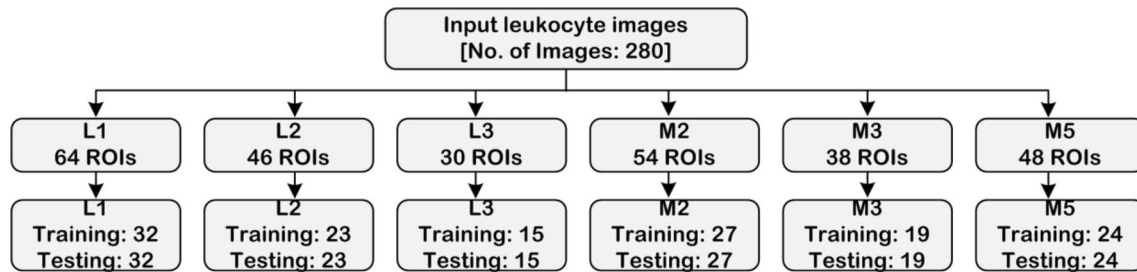 Input leukocyte images
[No. of Images: 280]
L1
64 ROIs
L2
46 ROIs
L3
30 ROIs
M2
54 ROIs
M3
38 ROIs
M5
48 ROIs
L1
Training: 32
Testing: 32
L2
Training: 23
Testing: 23
L3
Training: 15
Testing: 15
M2
Training: 27
Testing: 27
M3
Training: 19
Testing: 19
M5
Training: 24
Testing: 24